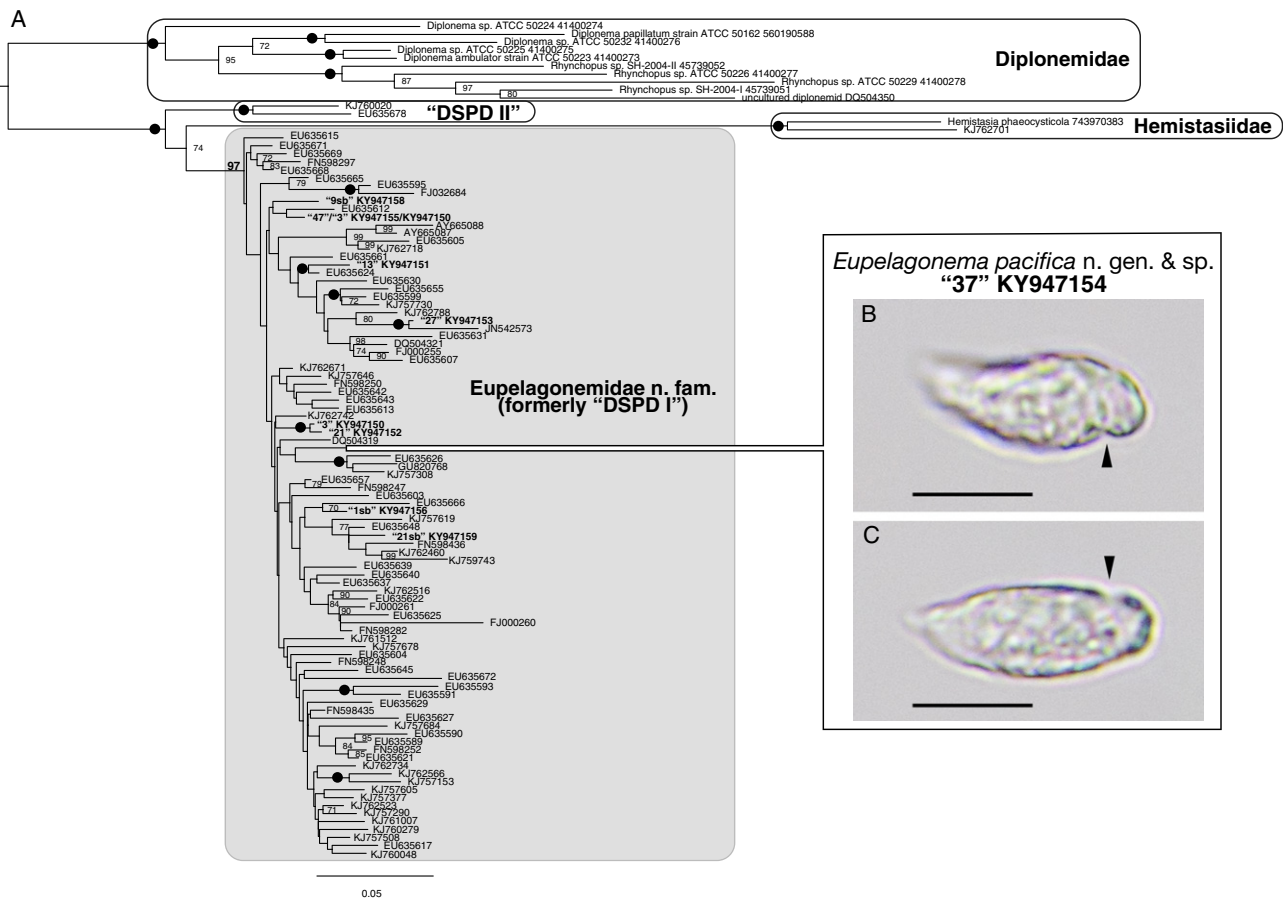 A
Diplonema sp. ATCC 50224 41400274
Diplonema papillatum strain ATCC 50162 560190588
Diplonema sp. ATCC 50232 41400276
72
Diplonema sp. ATCC 50225 41400275
Diplonema ambulator strain ATCC 50223 41400273
95
Rhynchopus sp. SH-2004-II 45739052
Rhynchopus sp. ATCC 50226 41400277
87
Rhynchopus sp. ATCC 50229 41400278
97
Rhynchopus sp. SH-2004-I 45739051
80
uncultured diplonemid DQ504350
Diplonemidae
KJ760020
EU635678
“DSPD II”
Hemistasia phaeocysticola 743970383
KJ762701
Hemistasiidae
74
97
EU635615
EU635671
EU635669
72
FN598297
83
EU635668
EU635665
79
EU635595
FJ032684
“9sb” KY947158
EU635612
“47”/“3” KY947155/KY947150
AY665088
99
AY665087
99
EU635605
99
KJ762718
EU635661
“13” KY947151
EU635624
EU635630
EU635655
EU635599
72
KJ757730
KJ762788
80
“27” KY947153
JN542573
EU635631
98
DQ504321
74
FJ000255
90
EU635607
KJ762671
KJ757646
FN598250
EU635642
EU635643
EU635613
KJ762742
“3” KY947150
“21” KY947152
DQ504319
EU635626
GU820768
KJ757308
EU635657
79
FN598247
EU635603
EU635666
70
“1sb” KY947156
KJ757619
77
EU635648
“21sb” KY947159
FN598436
KJ762460
99
KJ759743
EU635639
EU635640
EU635637
KJ762516
90
EU635622
84
FJ000261
90
EU635625
FJ000260
FN598282
KJ761512
KJ757678
EU635604
FN598248
EU635645
EU635672
EU635593
EU635591
EU635629
FN598435
EU635627
KJ757684
EU635590
95
EU635589
84
FN598252
85
EU635621
KJ762734
KJ762566
KJ757153
KJ757605
KJ757377
KJ762523
71
KJ757290
KJ761007
KJ760279
KJ757508
EU635617
KJ760048
Eupelagonemidae n. fam.
(formerly “DSPD I”)
0.05
Eupelagonema pacifica n. gen. & sp.
“37” KY947154
B
C